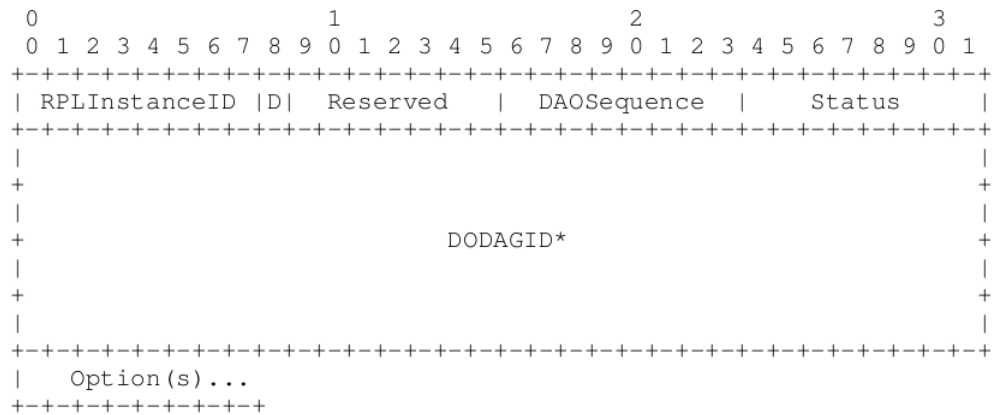 0                   1                   2                   3
 0 1 2 3 4 5 6 7 8 9 0 1 2 3 4 5 6 7 8 9 0 1 2 3 4 5 6 7 8 9 0 1
+-+-+-+-+-+-+-+-+-+-+-+-+-+-+-+-+-+-+-+-+-+-+-+-+-+-+-+-+-+-+-+-+
| RPLInstanceID |D|  Reserved   |  DAOSequence  |    Status     |
+-+-+-+-+-+-+-+-+-+-+-+-+-+-+-+-+-+-+-+-+-+-+-+-+-+-+-+-+-+-+-+-+
|                                                               |
+                                                               +
|                                                               |
+                            DODAGID*                           +
|                                                               |
+                                                               +
|                                                               |
+-+-+-+-+-+-+-+-+-+-+-+-+-+-+-+-+-+-+-+-+-+-+-+-+-+-+-+-+-+-+-+-+
|   Option(s)...
+-+-+-+-+-+-+-+-+